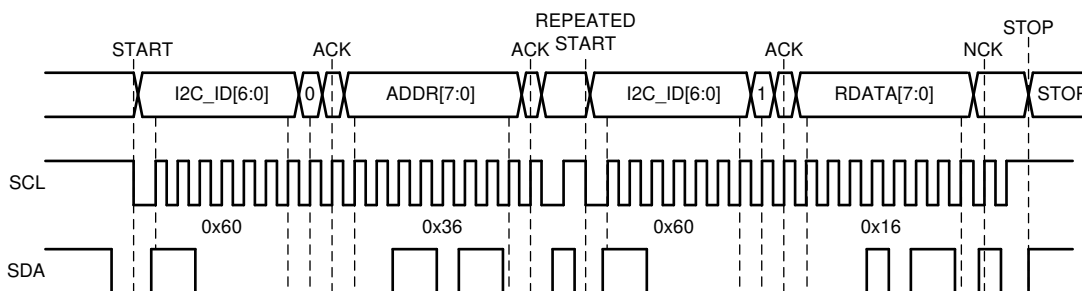 REPEATED
START
STOP
START
ACK
ACK
ACK
NCK
I2C_ID[6:0]
0
ADDR[7:0]
I2C_ID[6:0]
1
RDATA[7:0]
STOP
SCL
0x60
0x36
0x60
0x16
SDA